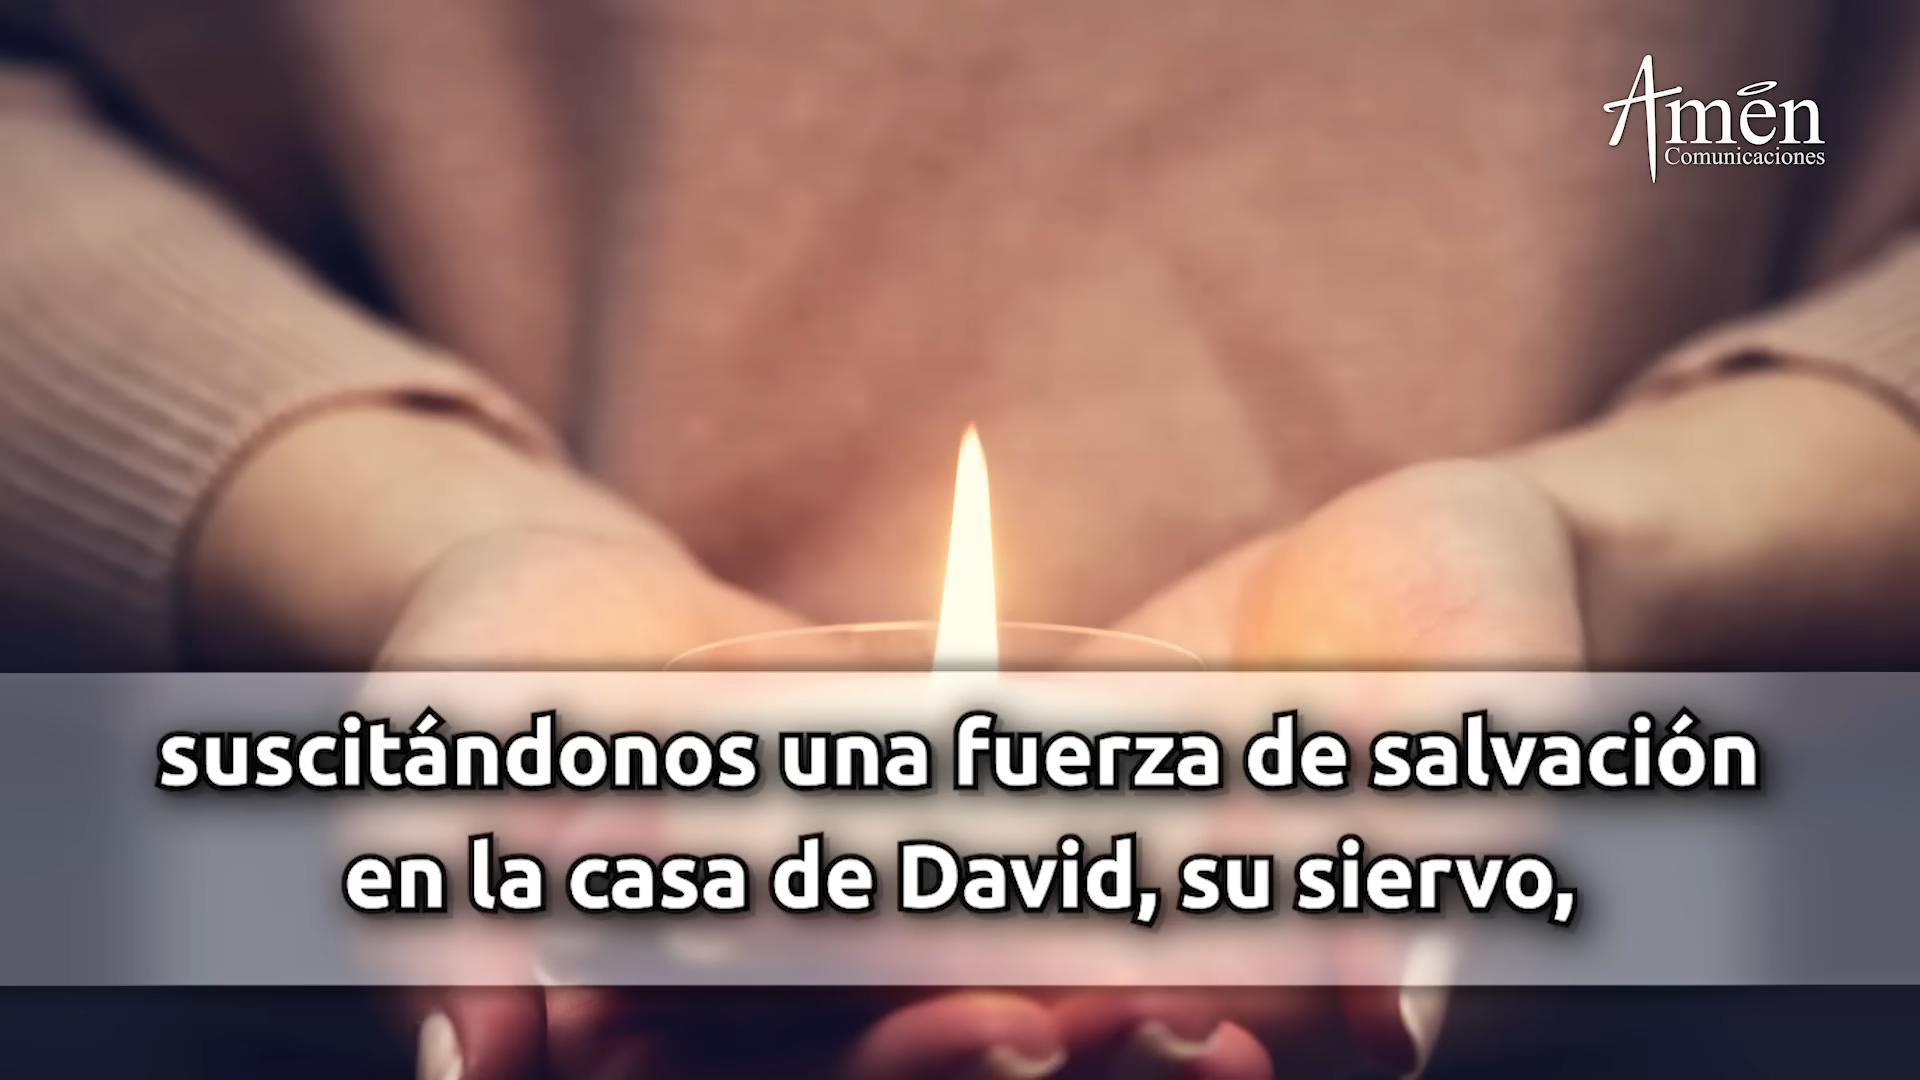 Amén
Comunicaciones
suscitándonos una fuerza de salvación
en la casa de David, su siervo,